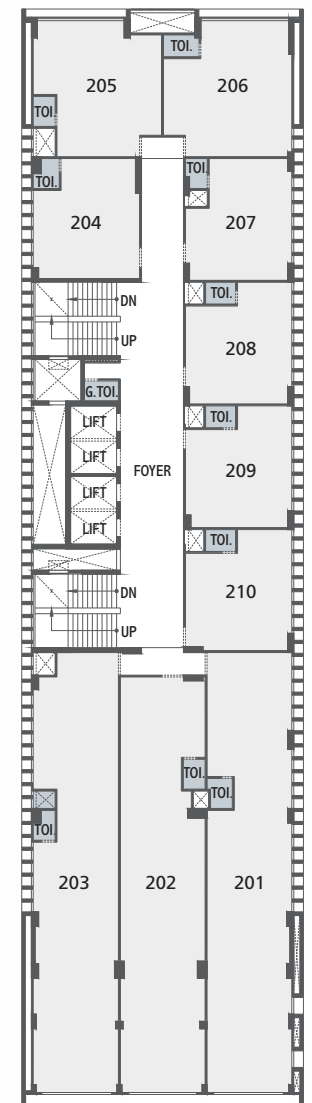 TOI.
205
206
TOI.
TOI.
TOI.
204
207
DN
TOI.
UP
208
G.TOI.
LIFT
TOI.
LIFT
FOYER
209
LIFT
LIFT
TOI.
DN
210
UP
TOI.
TOI.
TOI.
203
202
201